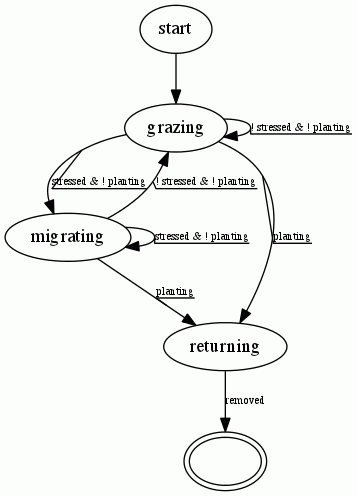 start
grazing
! stressed & ! planting
stressed & ! planting
! stressed & ! planting
migrating
stressed & ! planting
planting
planting
returning
removed